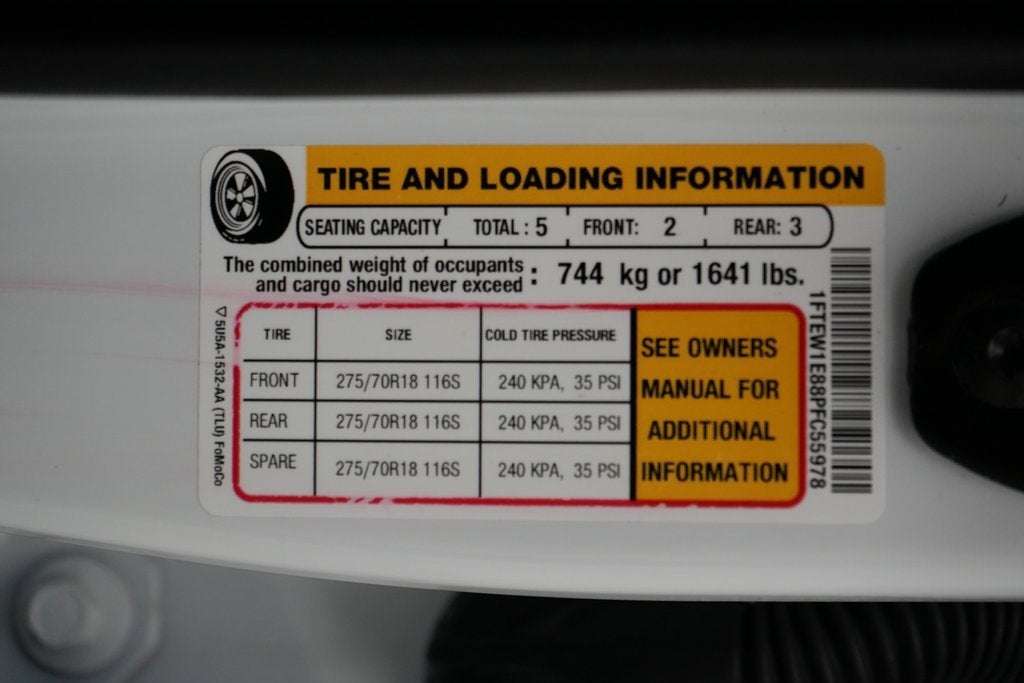 TIRE AND LOADING INFORMATION
SEATING CAPACITY TOTAL : 5 FRONT: 2 REAR: 3
The combined weight of occupants
and cargo should never exceed : 744 kg or 1641 lbs.
TIRE SIZE COLD TIRE PRESSURE
FRONT 275/70R18 116S 240 KPA, 35 PSI
REAR 275/70R18 116S 240 KPA, 35 PSI
SPARE 275/70R18 116S 240 KPA, 35 PSI
SEE OWNERS
MANUAL FOR
ADDITIONAL
INFORMATION
1FTEW1E88PFC55978
▽ 5U5A-1532-AA (TLU) FoMoCo